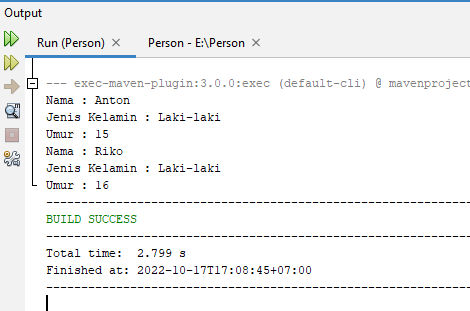 Output
Run (Person) × Person - E:\Person ×
--- exec-maven-plugin:3.0.0:exec (default-cli) @ mavenproject
Nama : Anton
Jenis Kelamin : Laki-laki
Umur : 15
Nama : Riko
Jenis Kelamin : Laki-laki
Umur : 16
------------------------------------------------------------------------
BUILD SUCCESS
------------------------------------------------------------------------
Total time:  2.799 s
Finished at: 2022-10-17T17:08:45+07:00
------------------------------------------------------------------------